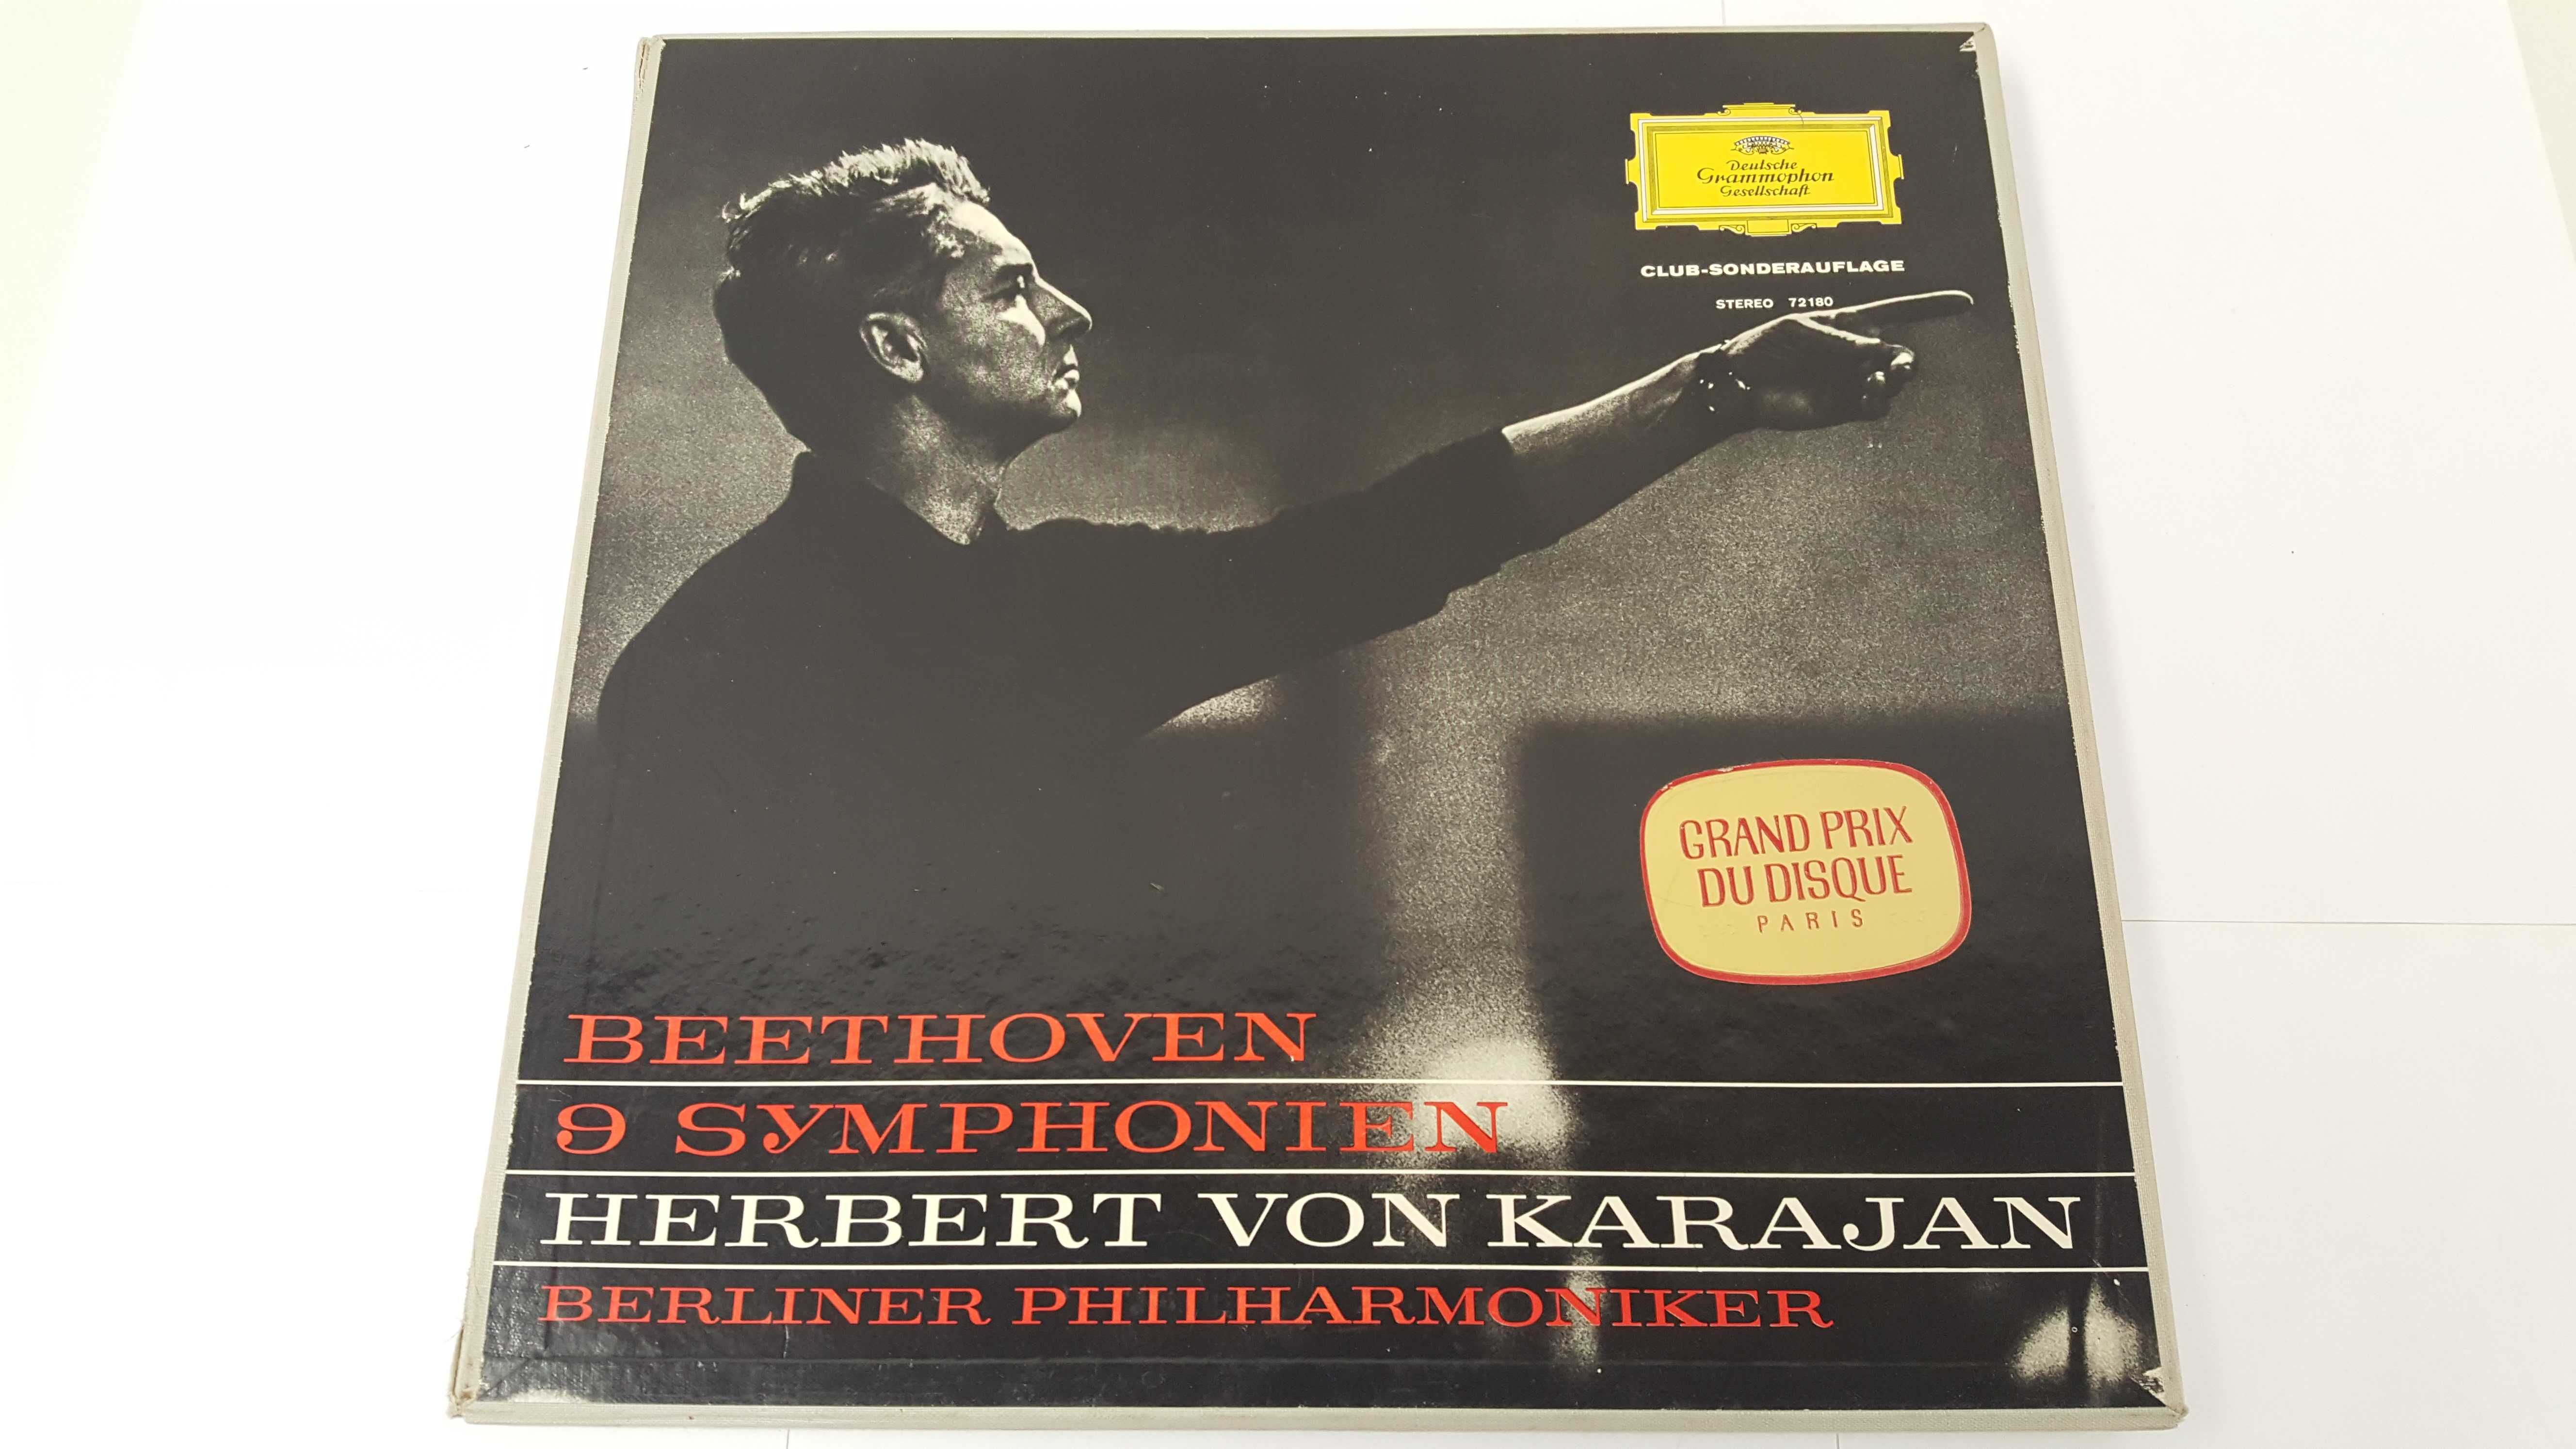 Deutsche
Grammophon
Gesellschaft
CLUB-SONDERAUFLAGE
STEREO 72180
GRAND PRIX
DU DISQUE
PARIS
BEETHOVEN
9 SYMPHONIEN
HERBERT VON KARAJAN
BERLINER PHILHARMONIKER